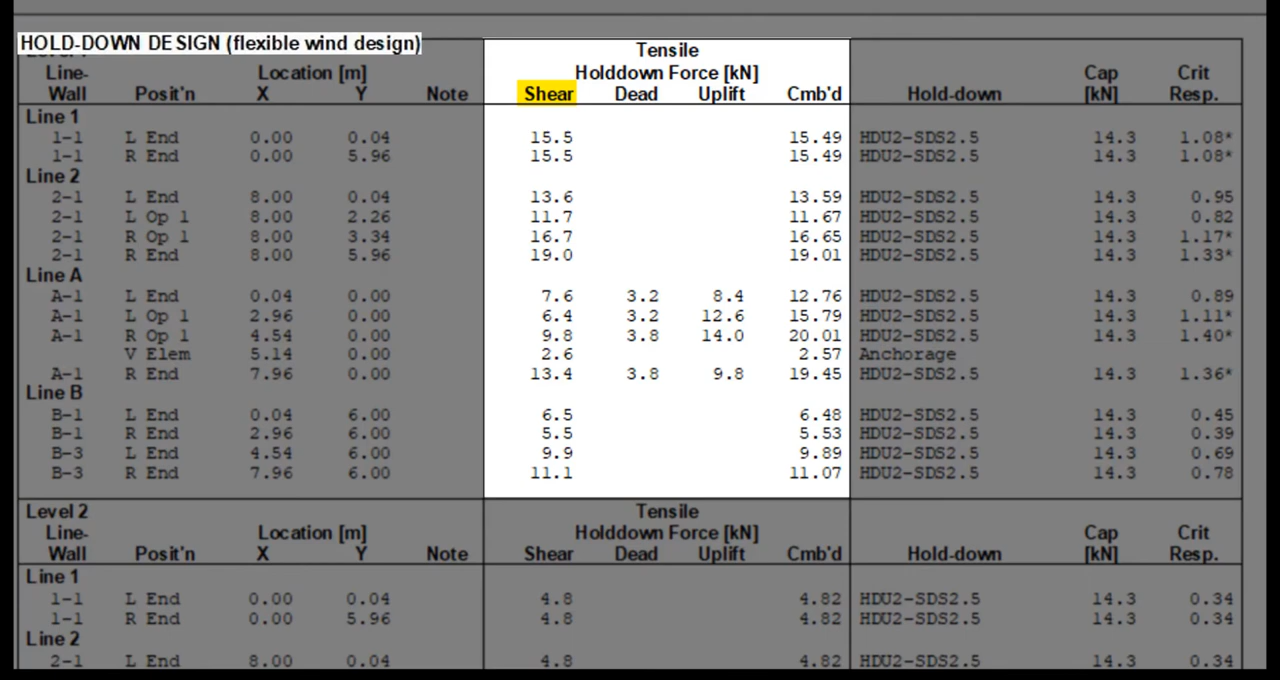 HOLD-DOWN DESIGN (flexible wind design)
Tensile
Line- Location [m] Holddown Force [kN] Cap Crit
Wall Posit'n X Y Note Shear Dead Uplift Cmb'd Hold-down [kN] Resp.
Line 1
1-1 L End 0.00 0.04 15.5 15.49 HDU2-SDS2.5 14.3 1.08*
1-1 R End 0.00 5.96 15.5 15.49 HDU2-SDS2.5 14.3 1.08*
Line 2
2-1 L End 8.00 0.04 13.6 13.59 HDU2-SDS2.5 14.3 0.95
2-1 L Op 1 8.00 2.26 11.7 11.67 HDU2-SDS2.5 14.3 0.82
2-1 R Op 1 8.00 3.34 16.7 16.65 HDU2-SDS2.5 14.3 1.17*
2-1 R End 8.00 5.96 19.0 19.01 HDU2-SDS2.5 14.3 1.33*
Line A
A-1 L End 0.04 0.00 7.6 3.2 8.4 12.76 HDU2-SDS2.5 14.3 0.89
A-1 L Op 1 2.96 0.00 6.4 3.2 12.6 15.79 HDU2-SDS2.5 14.3 1.11*
A-1 R Op 1 4.54 0.00 9.8 3.8 14.0 20.01 HDU2-SDS2.5 14.3 1.40*
V Elem 5.14 0.00 2.6 2.57 Anchorage
A-1 R End 7.96 0.00 13.4 3.8 9.8 19.45 HDU2-SDS2.5 14.3 1.36*
Line B
B-1 L End 0.04 6.00 6.5 6.48 HDU2-SDS2.5 14.3 0.45
B-1 R End 2.96 6.00 5.5 5.53 HDU2-SDS2.5 14.3 0.39
B-3 L End 4.54 6.00 9.9 9.89 HDU2-SDS2.5 14.3 0.69
B-3 R End 7.96 6.00 11.1 11.07 HDU2-SDS2.5 14.3 0.78
Level 2 Tensile
Line- Location [m] Holddown Force [kN] Cap Crit
Wall Posit'n X Y Note Shear Dead Uplift Cmb'd Hold-down [kN] Resp.
Line 1
1-1 L End 0.00 0.04 4.8 4.82 HDU2-SDS2.5 14.3 0.34
1-1 R End 0.00 5.96 4.8 4.82 HDU2-SDS2.5 14.3 0.34
Line 2
2-1 L End 8.00 0.04 4.8 4.82 HDU2-SDS2.5 14.3 0.34